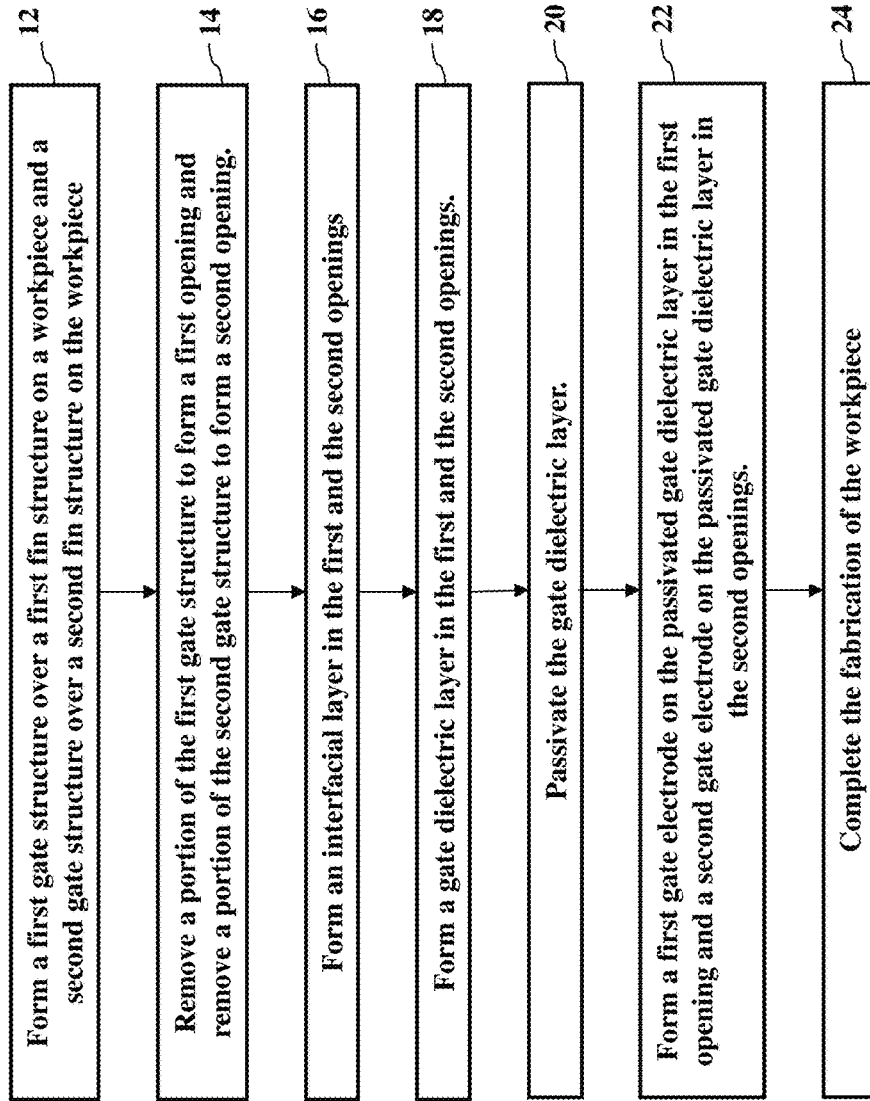 Form a first gate structure over a first fin structure on a workpiece and a
second gate structure over a second fin structure on the workpiece
12
Remove a portion of the first gate structure to form a first opening and
remove a portion of the second gate structure to form a second opening.
14
Form an interfacial layer in the first and the second openings
16
Form a gate dielectric layer in the first and the second openings.
18
Passivate the gate dielectric layer.
20
Form a first gate electrode on the passivated gate dielectric layer in the first
opening and a second gate electrode on the passivated gate dielectric layer in
the second openings.
22
Complete the fabrication of the workpiece
24